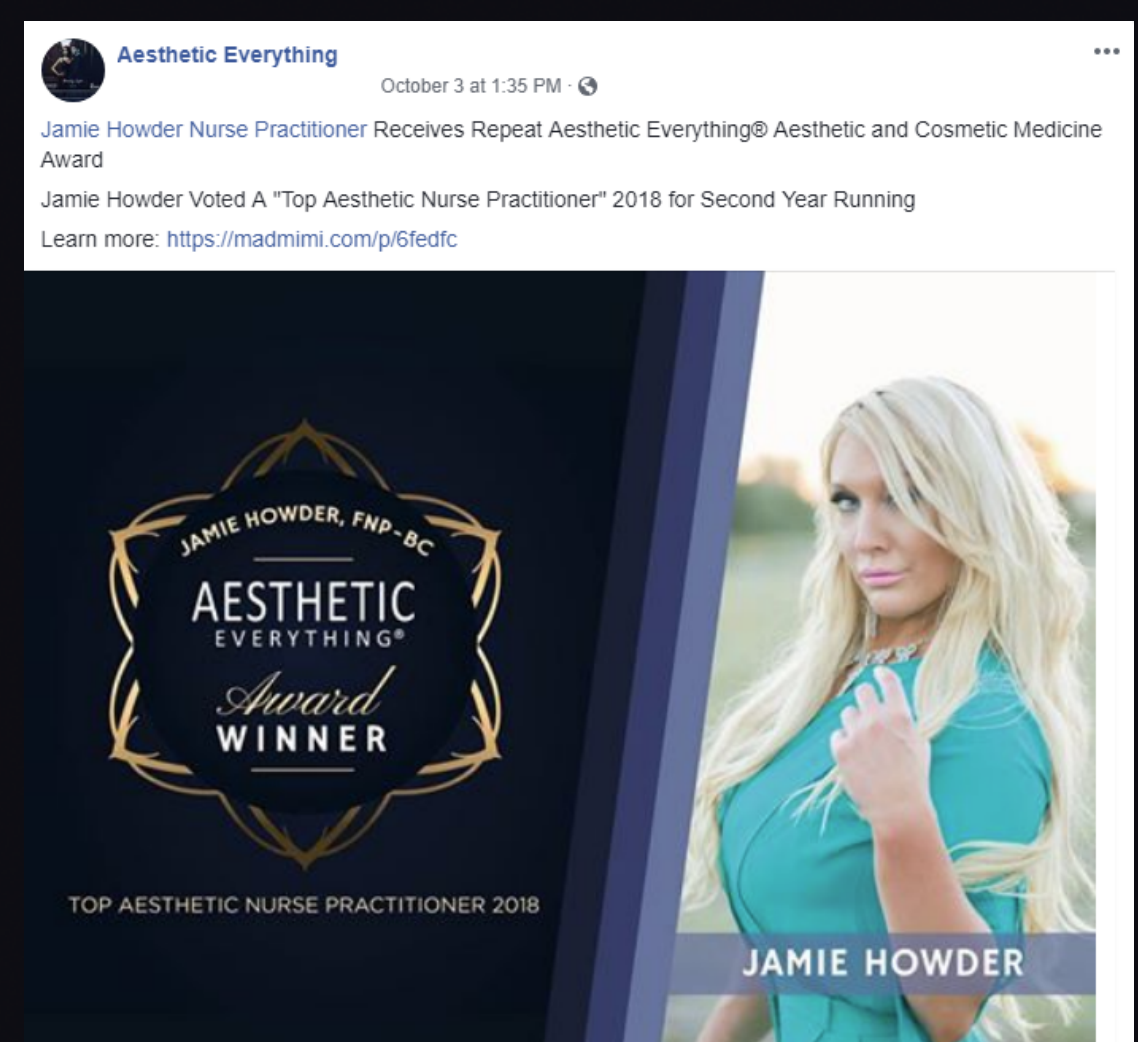 Aesthetic Everything
October 3 at 1:35 PM ·
Jamie Howder Nurse Practitioner Receives Repeat Aesthetic Everything® Aesthetic and Cosmetic Medicine
Award
Jamie Howder Voted A "Top Aesthetic Nurse Practitioner" 2018 for Second Year Running
Learn more: https://madmimi.com/p/6fedfc
JAMIE HOWDER, FNP-BC
AESTHETIC
EVERYTHING®
Award
WINNER
TOP AESTHETIC NURSE PRACTITIONER 2018
JAMIE HOWDER